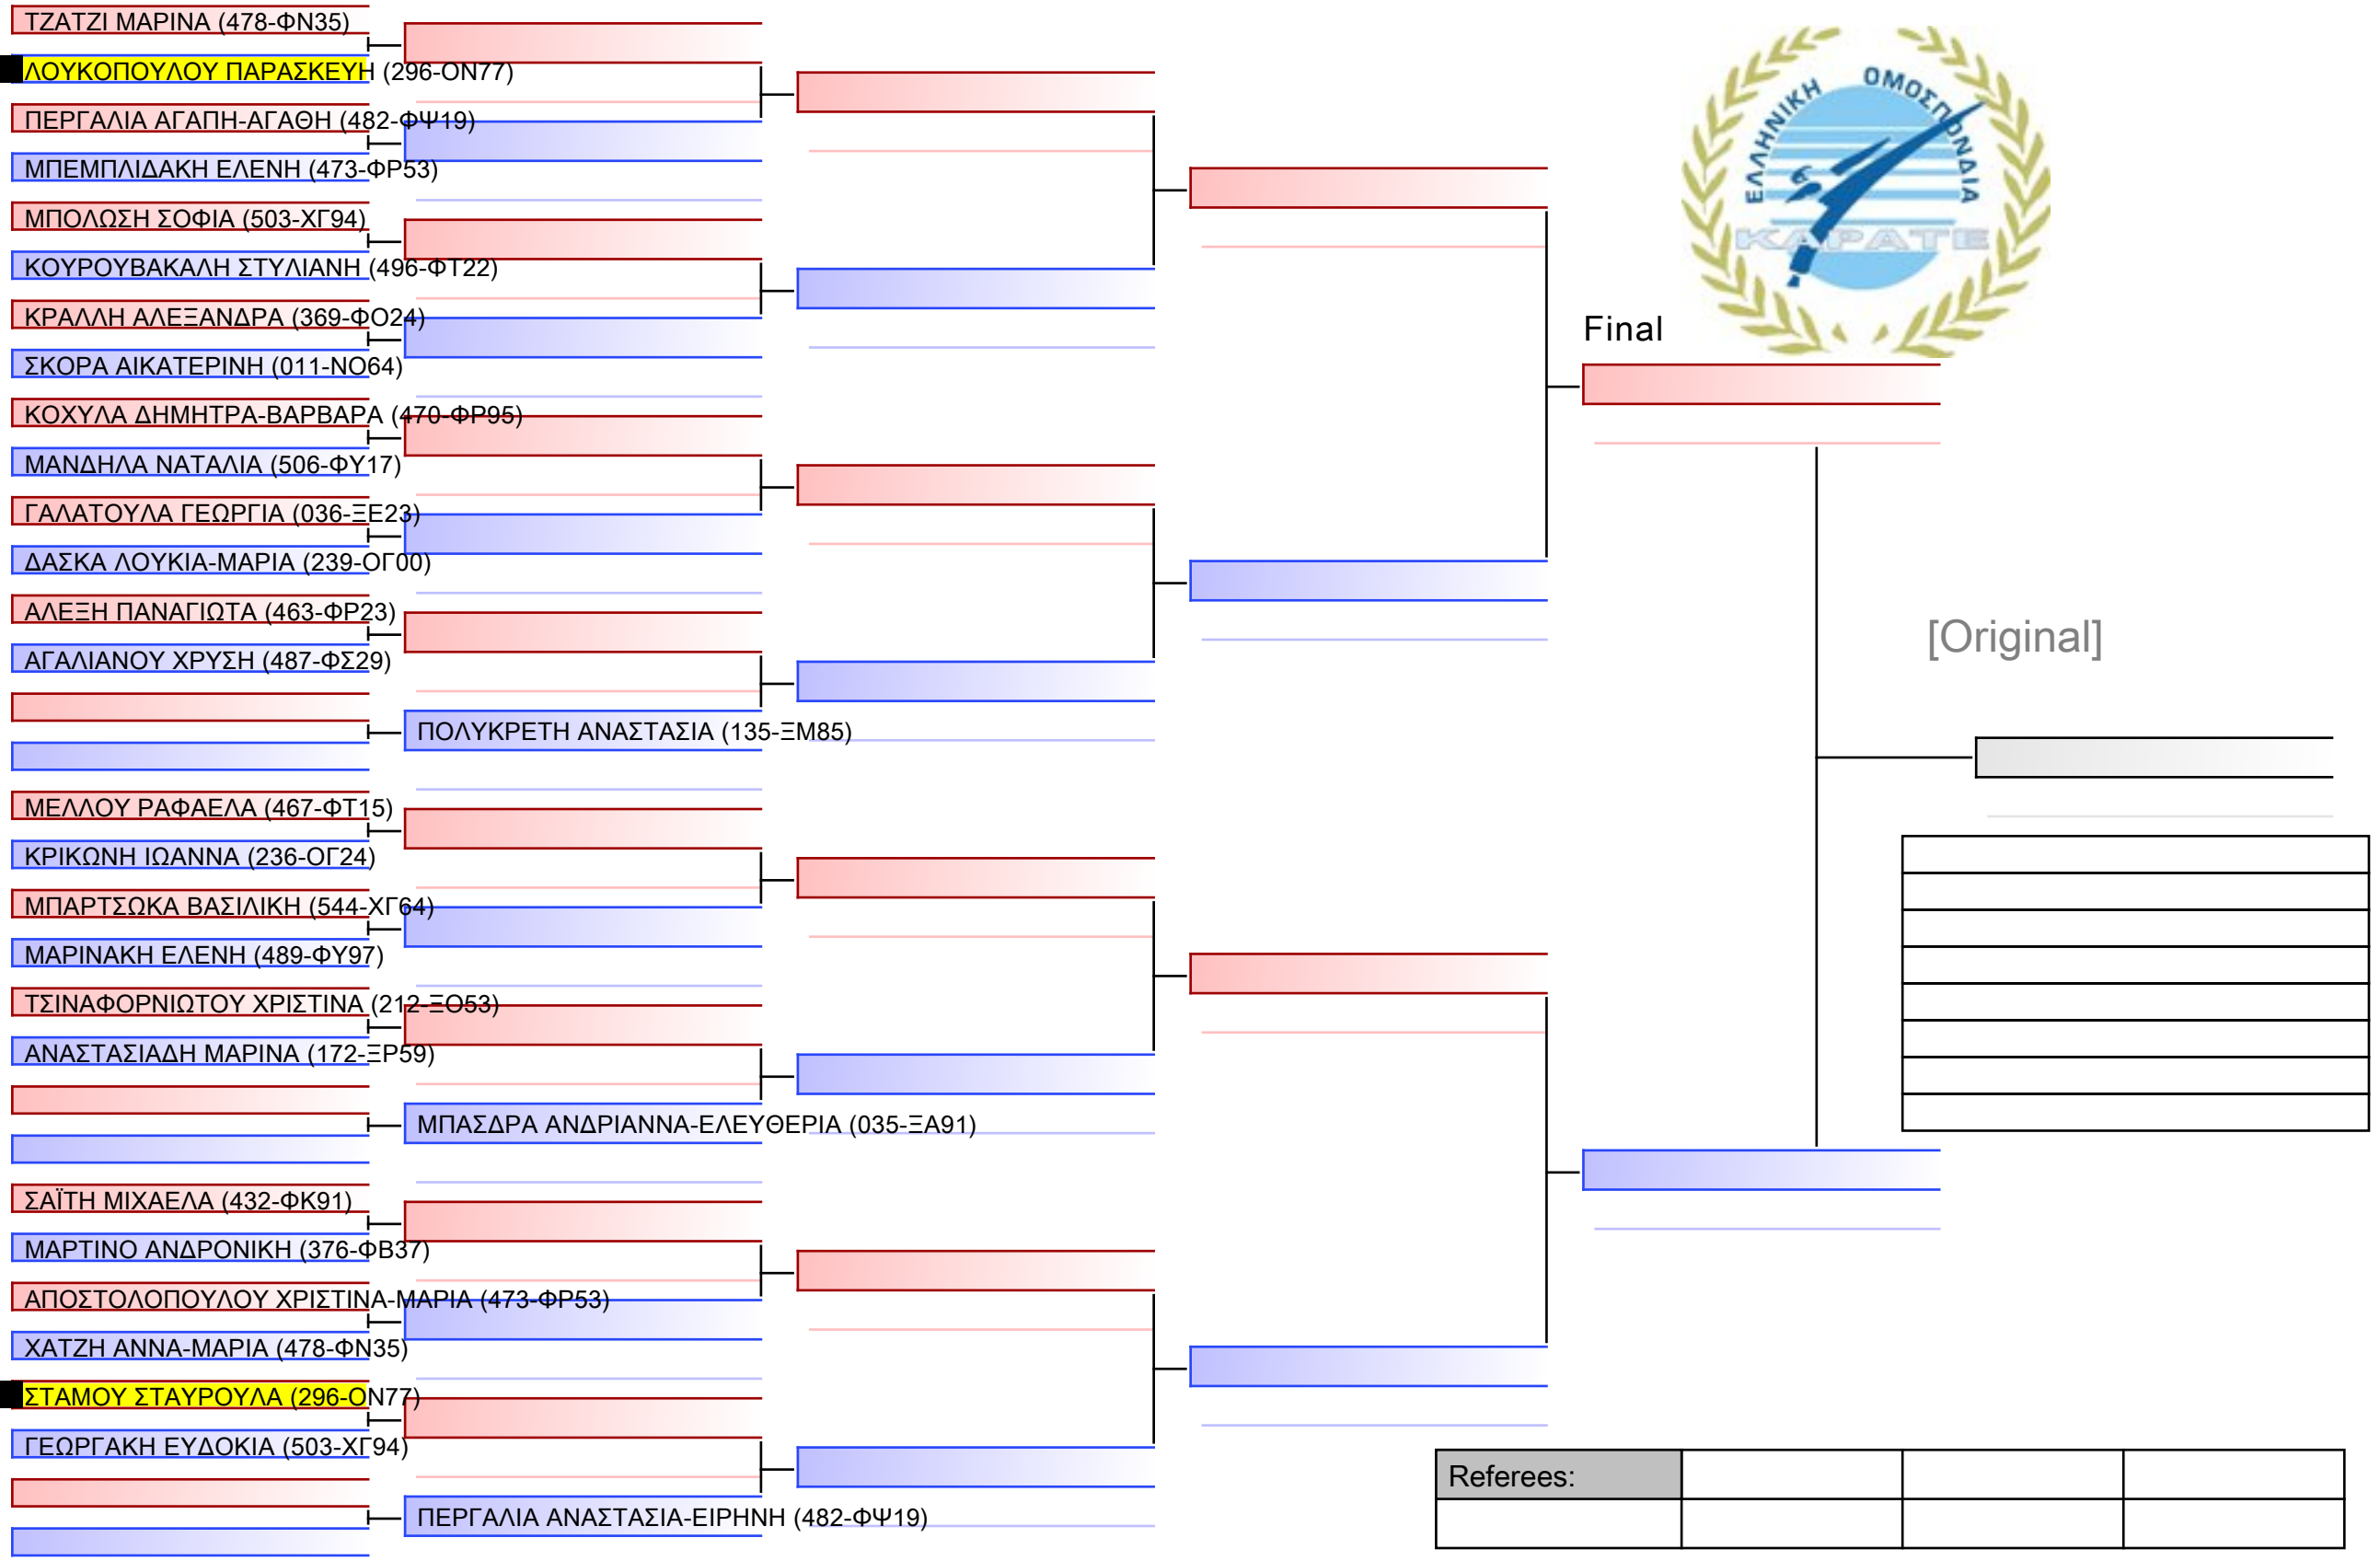 ΤΖΑΤΖΙ ΜΑΡΙΝΑ (478-ΦΝ35)
ΛΟΥΚΟΠΟΥΛΟΥ ΠΑΡΑΣΚΕΥΗ (296-ΟΝ77)
ΠΕΡΓΑΛΙΑ ΑΓΑΠΗ-ΑΓΑΘΗ (482-ΦΨ19)
ΜΠΕΜΠΛΙΔΑΚΗ ΕΛΕΝΗ (473-ΦΡ53)
ΜΠΟΛΩΣΗ ΣΟΦΙΑ (503-ΧΓ94)
ΚΟΥΡΟΥΒΑΚΑΛΗ ΣΤΥΛΙΑΝΗ (496-ΦΤ22)
ΚΡΑΛΛΗ ΑΛΕΞΑΝΔΡΑ (369-ΦΟ24)
ΣΚΟΡΑ ΑΙΚΑΤΕΡΙΝΗ (011-ΝΟ64)
ΚΟΧΥΛΑ ΔΗΜΗΤΡΑ-ΒΑΡΒΑΡΑ (470-ΦΡ95)
ΜΑΝΔΗΛΑ ΝΑΤΑΛΙΑ (506-ΦΥ17)
ΓΑΛΑΤΟΥΛΑ ΓΕΩΡΓΙΑ (036-ΞΕ23)
ΔΑΣΚΑ ΛΟΥΚΙΑ-ΜΑΡΙΑ (239-ΟΓ00)
ΑΛΕΞΗ ΠΑΝΑΓΙΩΤΑ (463-ΦΡ23)
ΑΓΑΛΙΑΝΟΥ ΧΡΥΣΗ (487-ΦΣ29)
ΠΟΛΥΚΡΕΤΗ ΑΝΑΣΤΑΣΙΑ (135-ΞΜ85)
ΜΕΛΛΟΥ ΡΑΦΑΕΛΑ (467-ΦΤ15)
ΚΡΙΚΩΝΗ ΙΩΑΝΝΑ (236-ΟΓ24)
ΜΠΑΡΤΣΩΚΑ ΒΑΣΙΛΙΚΗ (544-ΧΓ64)
ΜΑΡΙΝΑΚΗ ΕΛΕΝΗ (489-ΦΥ97)
ΤΣΙΝΑΦΟΡΝΙΩΤΟΥ ΧΡΙΣΤΙΝΑ (212-ΞΟ53)
ΑΝΑΣΤΑΣΙΑΔΗ ΜΑΡΙΝΑ (172-ΞΡ59)
ΜΠΑΣΔΡΑ ΑΝΔΡΙΑΝΝΑ-ΕΛΕΥΘΕΡΙΑ (035-ΞΑ91)
ΣΑΪΤΗ ΜΙΧΑΕΛΑ (432-ΦΚ91)
ΜΑΡΤΙΝΟ ΑΝΔΡΟΝΙΚΗ (376-ΦΒ37)
ΑΠΟΣΤΟΛΟΠΟΥΛΟΥ ΧΡΙΣΤΙΝΑ-ΜΑΡΙΑ (473-ΦΡ53)
ΧΑΤΖΗ ΑΝΝΑ-ΜΑΡΙΑ (478-ΦΝ35)
ΣΤΑΜΟΥ ΣΤΑΥΡΟΥΛΑ (296-ΟΝ77)
ΓΕΩΡΓΑΚΗ ΕΥΔΟΚΙΑ (503-ΧΓ94)
ΠΕΡΓΑΛΙΑ ΑΝΑΣΤΑΣΙΑ-ΕΙΡΗΝΗ (482-ΦΨ19)
ΕΛΛΗΝΙΚΗ ΟΜΟΣΠΟΝΔΙΑ
ΚΑΡΑΤΕ
Final
[Original]
Referees: